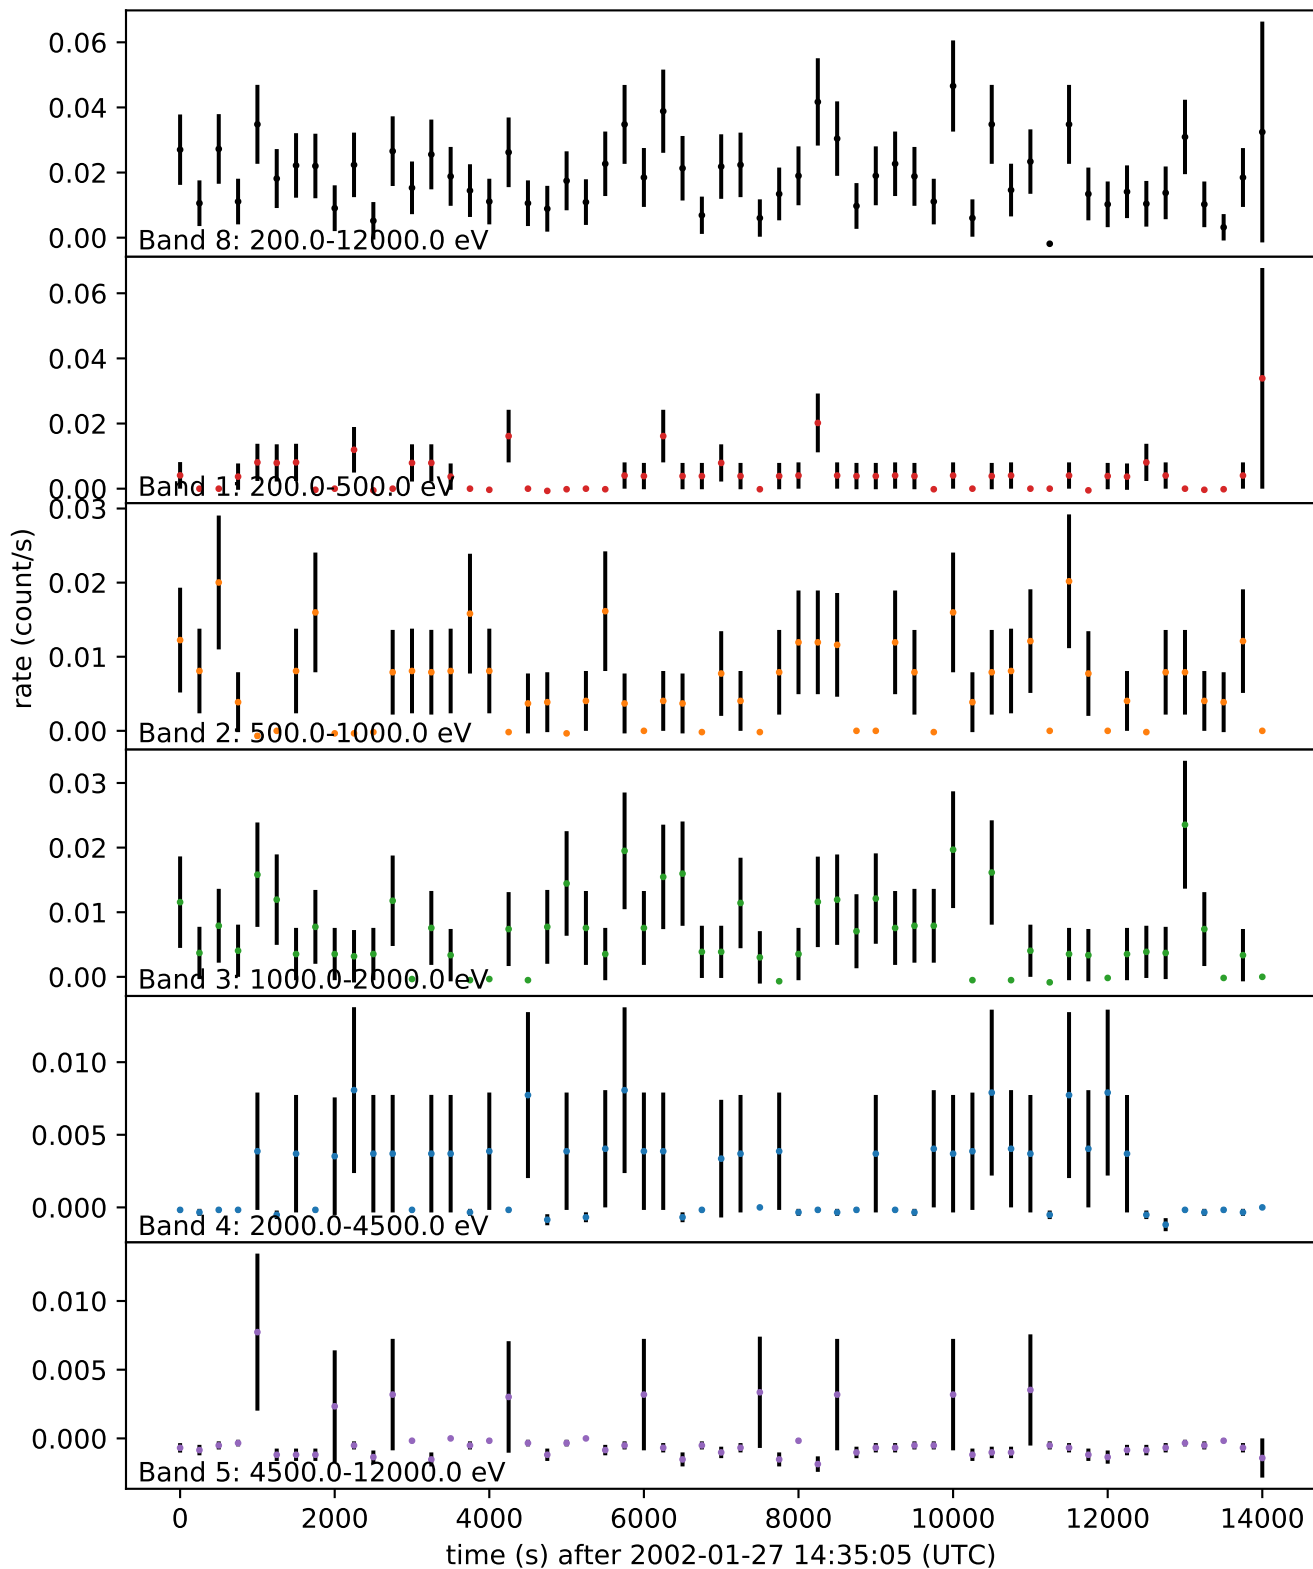 0.06
0.04
0.02
0.00
Band 8: 200.0-12000.0 eV
0.06
0.04
0.02
0.00
Band 1: 200.0-500.0 eV
0.03
0.02
0.01
0.00
Band 2: 500.0-1000.0 eV
rate (count/s)
0.03
0.02
0.01
0.00
Band 3: 1000.0-2000.0 eV
0.010
0.005
0.000
Band 4: 2000.0-4500.0 eV
0.010
0.005
0.000
Band 5: 4500.0-12000.0 eV
0 2000 4000 6000 8000 10000 12000 14000
time (s) after 2002-01-27 14:35:05 (UTC)